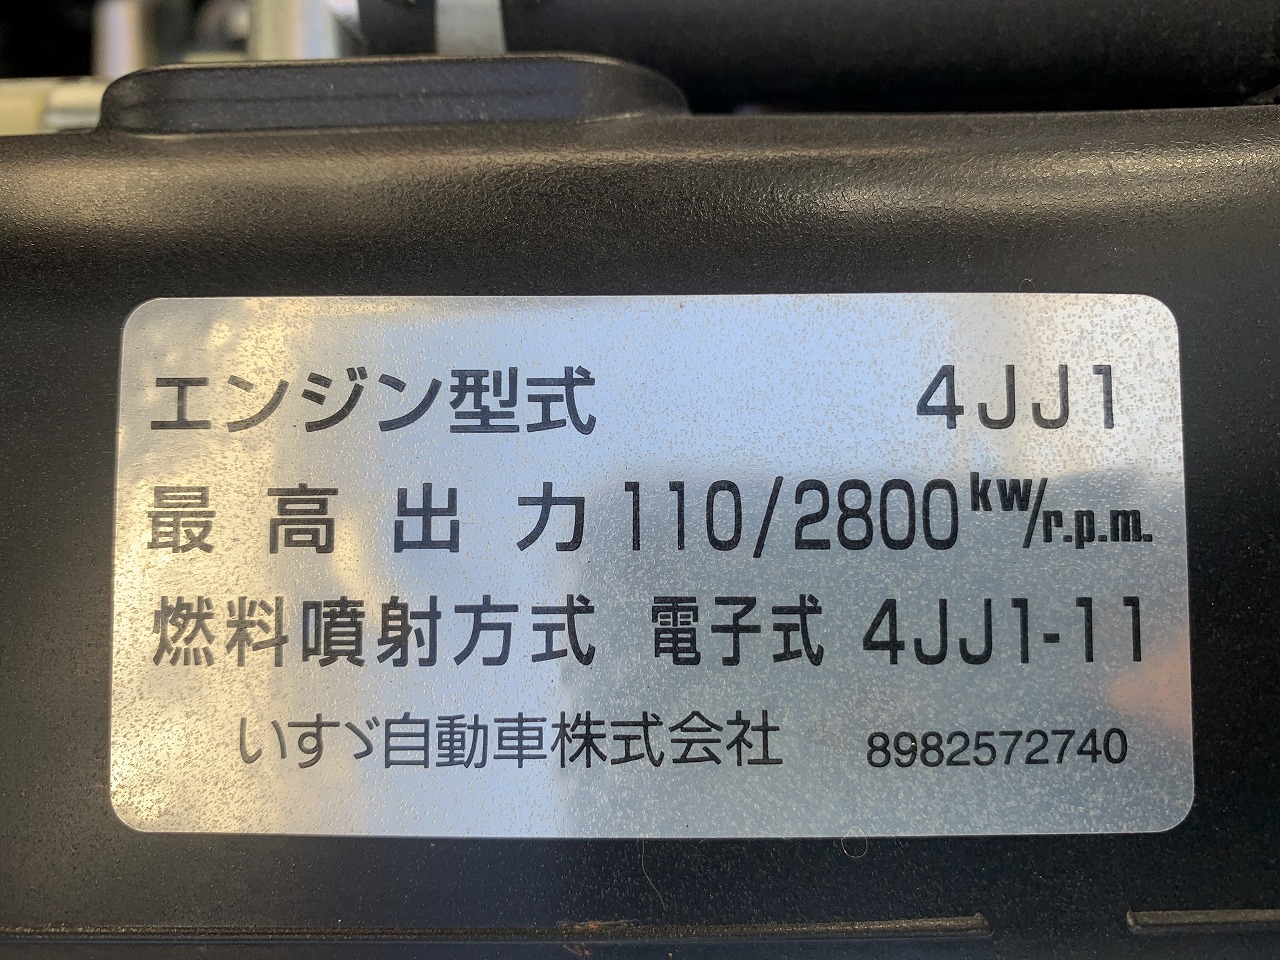 エンジン型式 4JJ1
最高出力 110/2800 kw/r.p.m.
燃料噴射方式 電子式 4JJ1-11
いすゞ自動車株式会社 8982572740